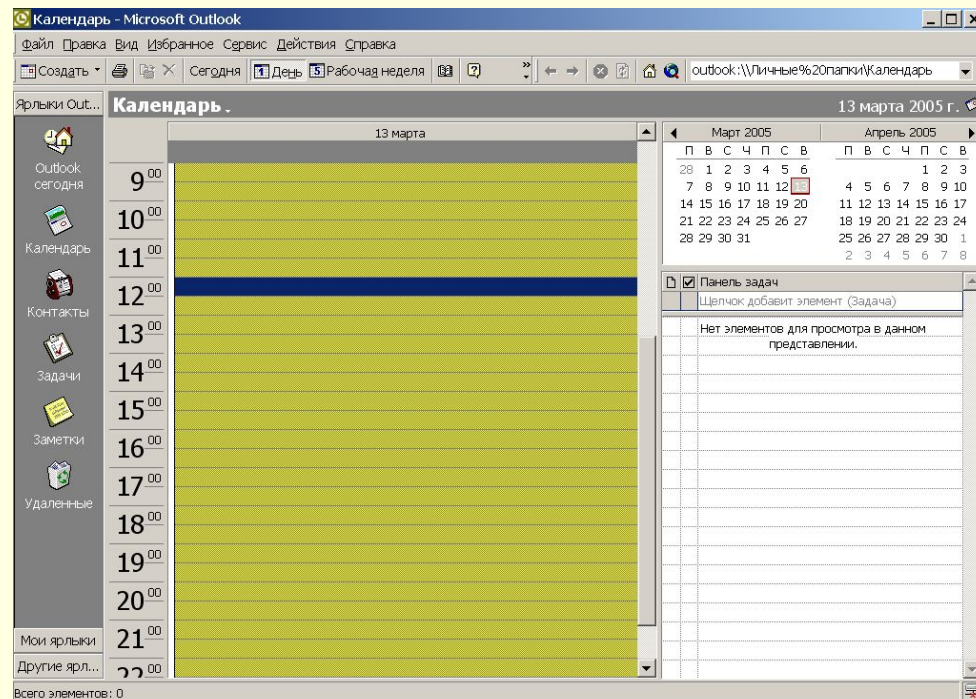 Календарь - Microsoft Outlook
Файл Правка Вид Избранное Сервис Действия Справка
Создать Сегодня 1 День 5 Рабочая неделя outlook:\\Личные%20папки\Календарь
Ярлыки Out...
Outlook сегодня
Календарь
Контакты
Задачи
Заметки
Удаленные
Мои ярлыки
Другие ярл...
Календарь. 13 марта 2005 г.
13 марта
9 00
10 00
11 00
12 00
13 00
14 00
15 00
16 00
17 00
18 00
19 00
20 00
21 00
22 00
Март 2005
П В С Ч П С В
28 1 2 3 4 5 6
7 8 9 10 11 12 13
14 15 16 17 18 19 20
21 22 23 24 25 26 27
28 29 30 31
Апрель 2005
П В С Ч П С В
1 2 3
4 5 6 7 8 9 10
11 12 13 14 15 16 17
18 19 20 21 22 23 24
25 26 27 28 29 30 1
2 3 4 5 6 7 8
Панель задач
Щелчок добавит элемент (Задача)
Нет элементов для просмотра в данном
представлении.
Всего элементов: 0